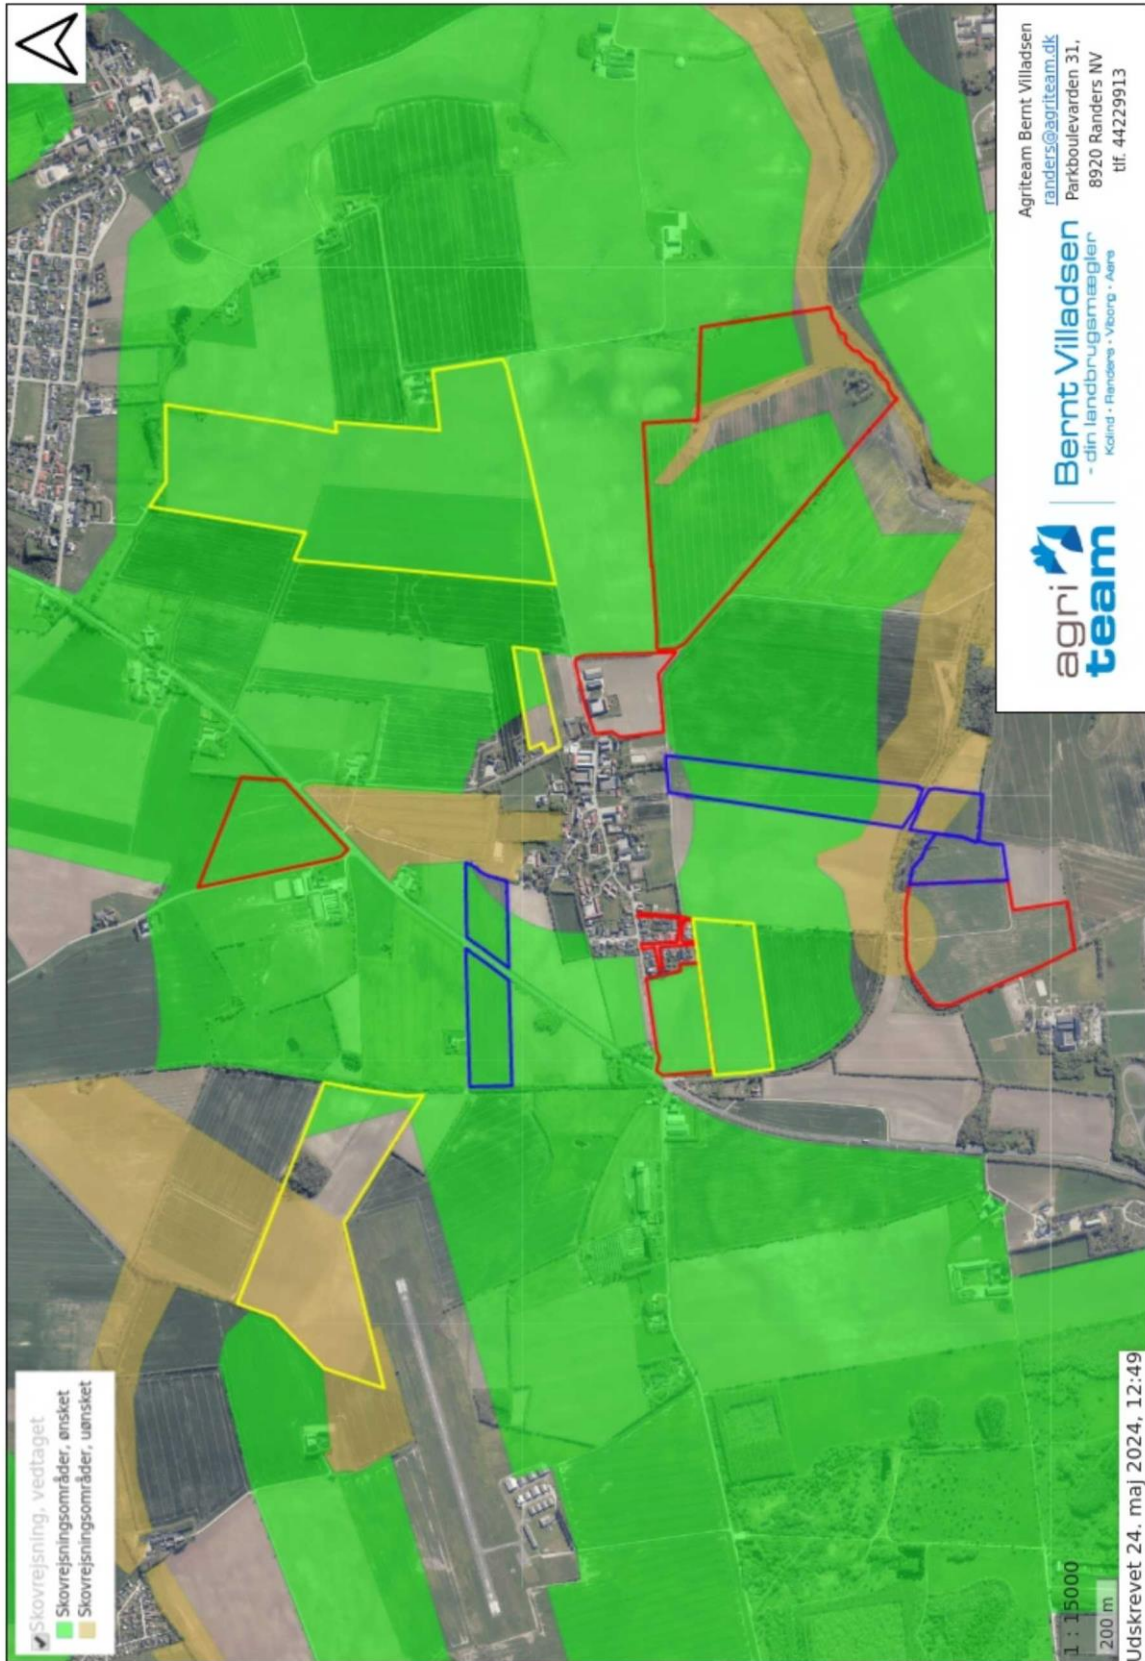 Skovrejsning, vedtaget
Skovrejsningsområder, ønsket
Skovrejsningsområder, uønsket
1 : 15000
200 m
Udskrevet 24. maj 2024, 12:49
agri
team
Bernt Villadsen
- din landbrugsmægler
Kolind · Randers · Viborg · Aars
Agriteam Bernt Villadsen
randers@agriteam.dk
Parkboulevarden 31,
8920 Randers NV
tlf. 44229913